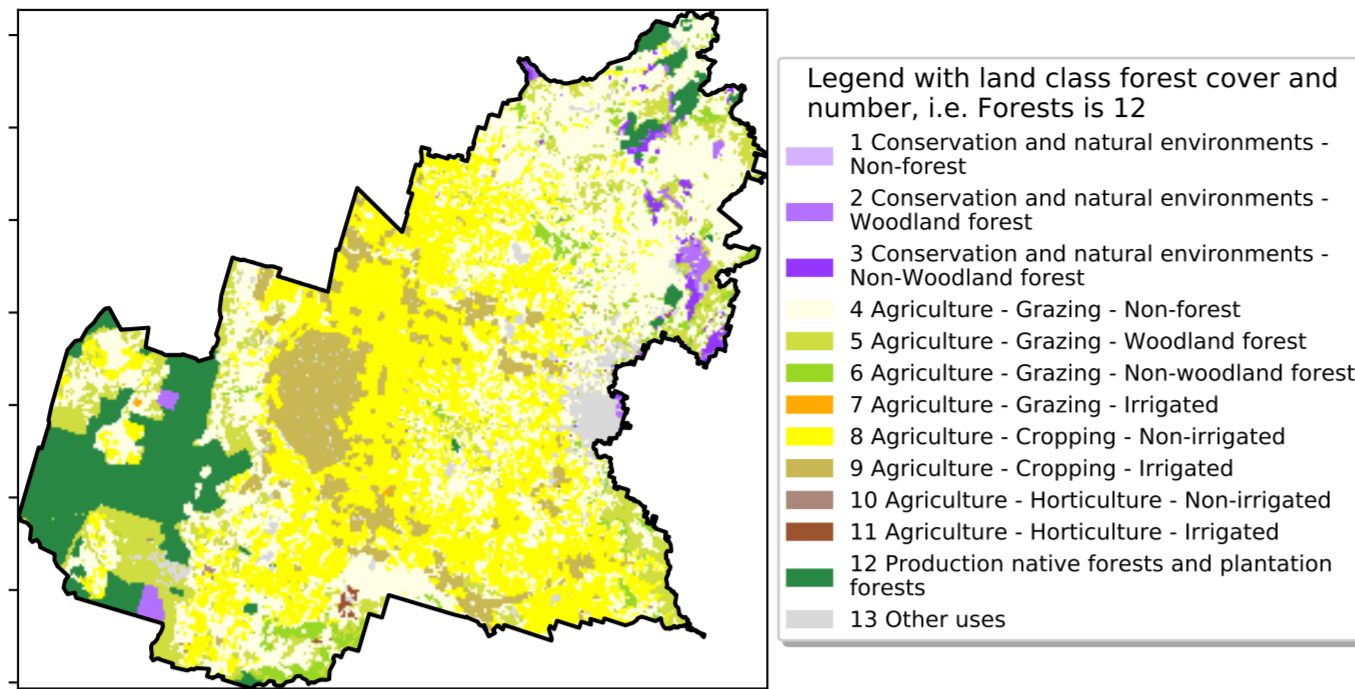 Legend with land class forest cover and
number, i.e. Forests is 12
1 Conservation and natural environments -
Non-forest
2 Conservation and natural environments -
Woodland forest
3 Conservation and natural environments -
Non-Woodland forest
4 Agriculture - Grazing - Non-forest
5 Agriculture - Grazing - Woodland forest
6 Agriculture - Grazing - Non-woodland forest
7 Agriculture - Grazing - Irrigated
8 Agriculture - Cropping - Non-irrigated
9 Agriculture - Cropping - Irrigated
10 Agriculture - Horticulture - Non-irrigated
11 Agriculture - Horticulture - Irrigated
12 Production native forests and plantation
forests
13 Other uses